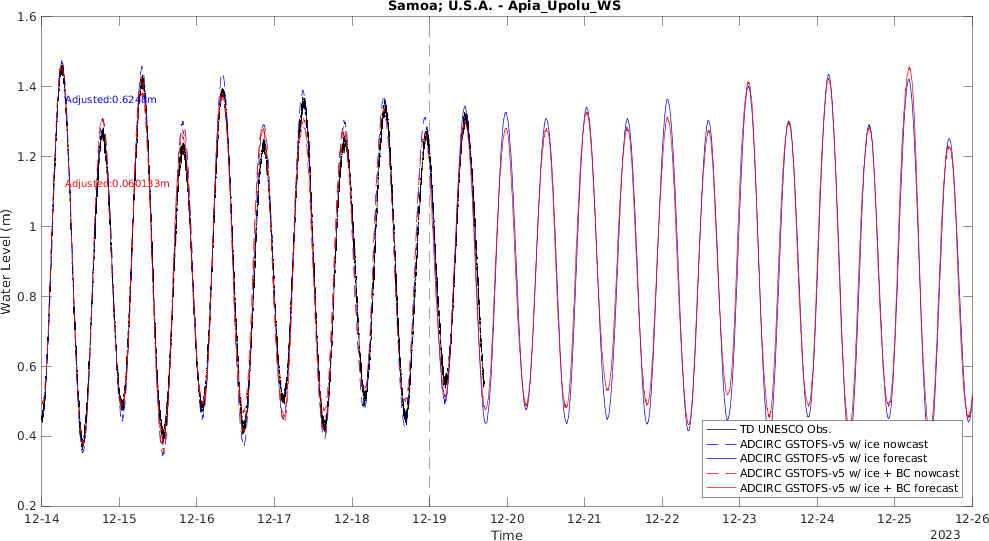 Samoa; U.S.A. - Apia_Upolu_WS
Water Level (m)
1.6
1.4
1.2
1
0.8
0.6
0.4
0.2
Adjusted:0.6248m
Adjusted:0.060133m
TD UNESCO Obs.
ADCIRC GSTOFS-v5 w/ ice nowcast
ADCIRC GSTOFS-v5 w/ ice forecast
ADCIRC GSTOFS-v5 w/ ice + BC nowcast
ADCIRC GSTOFS-v5 w/ ice + BC forecast
12-14 12-15 12-16 12-17 12-18 12-19 12-20 12-21 12-22 12-23 12-24 12-25 12-26
Time
2023